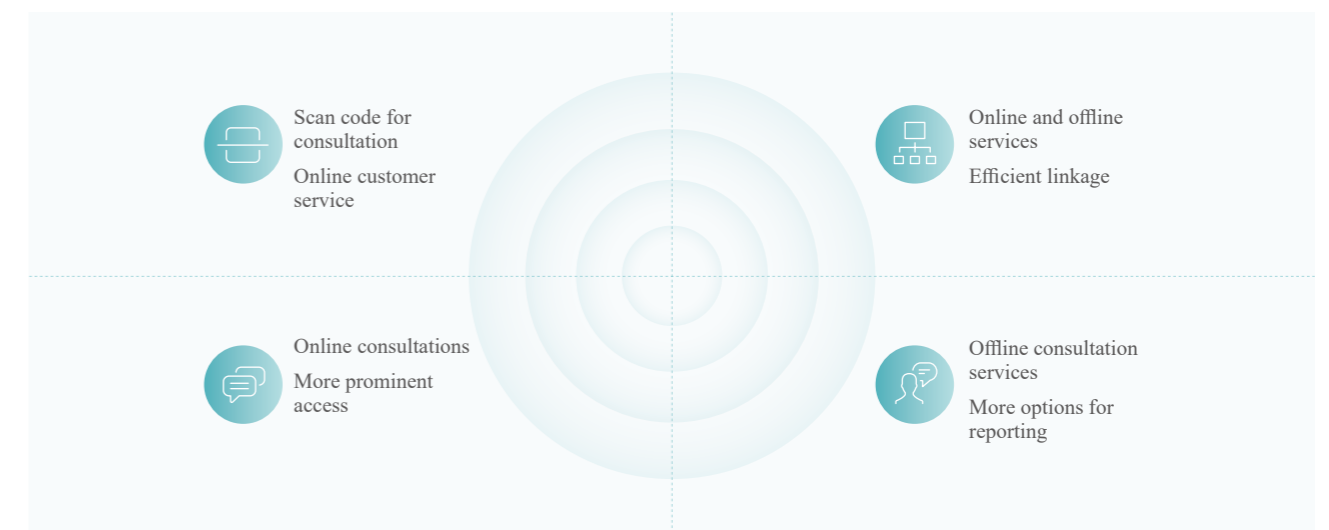 Scan code for
consultation
Online customer
service
Online and offline
services
Efficient linkage
Online consultations
More prominent
access
Offline consultation
services
More options for
reporting